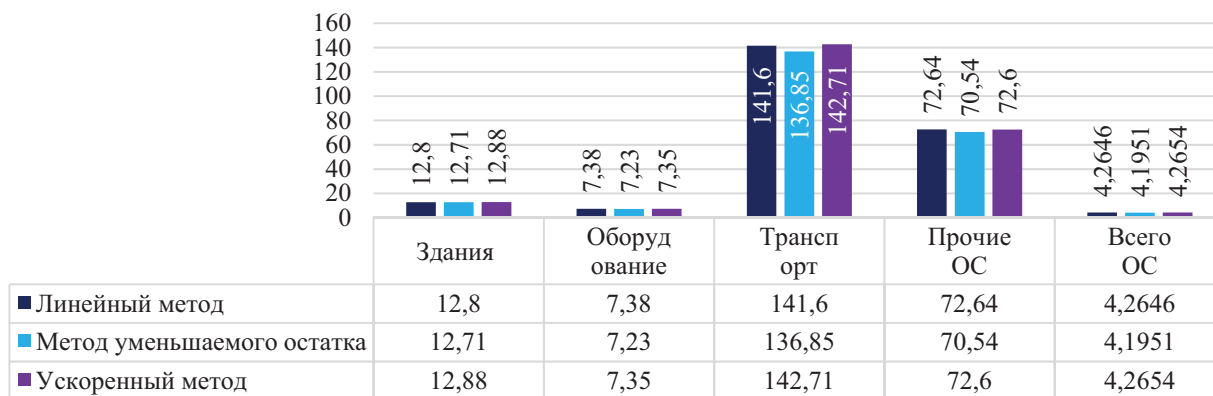 160
140
120
100
80
60
40
20
0
12,8
12,71
12,88
7,38
7,23
7,35
141,6
136,85
142,71
72,64
70,54
72,6
4,2646
4,1951
4,2654
Здания
Оборуд
ование
Трансп
орт
Прочие
ОС
Всего
ОС
Линейный метод 12,8 7,38 141,6 72,64 4,2646
Метод уменьшаемого остатка 12,71 7,23 136,85 70,54 4,1951
Ускоренный метод 12,88 7,35 142,71 72,6 4,2654